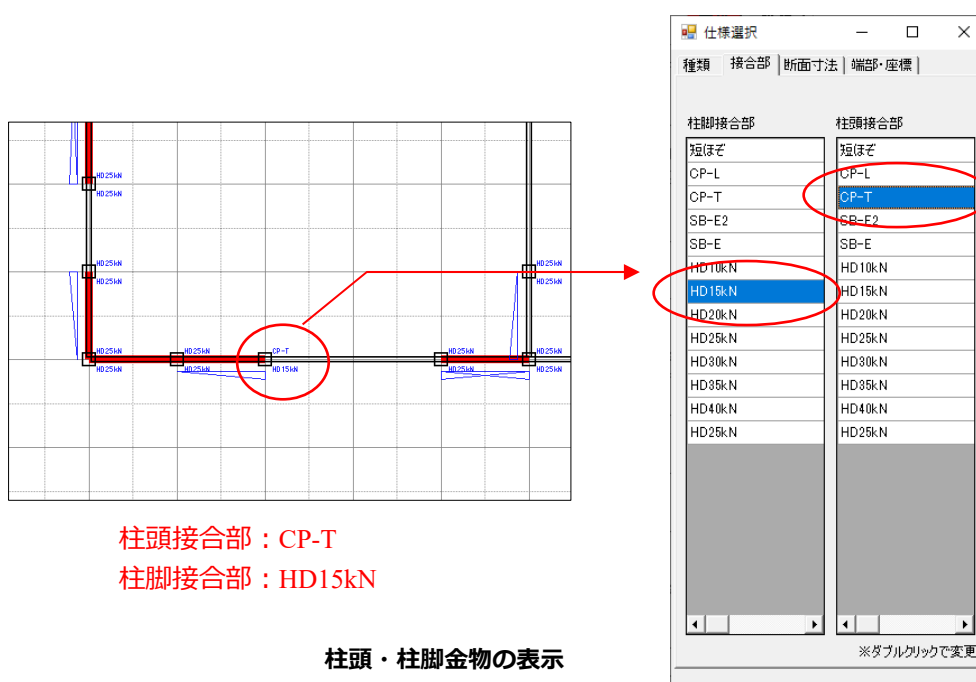 仕様選択
種類 接合部 断面寸法 端部・座標
柱脚接合部
短ほぞ
CP-L
CP-T
SB-E2
SB-E
HD10kN
HD15kN
HD20kN
HD25kN
HD30kN
HD35kN
HD40kN
HD25kN
柱頭接合部
短ほぞ
CP-L
CP-T
SB-E2
SB-E
HD10kN
HD15kN
HD20kN
HD25kN
HD30kN
HD35kN
HD40kN
HD25kN
※ダブルクリックで変更
HD25kN
HD25kN
HD25kN
HD25kN
HD25kN
HD25kN
HD25kN
HD25kN
HD25kN
HD25kN
CP-T
HD15kN
HD25kN
HD25kN
HD25kN
HD25kN
柱頭接合部：CP-T
柱脚接合部：HD15kN
柱頭・柱脚金物の表示